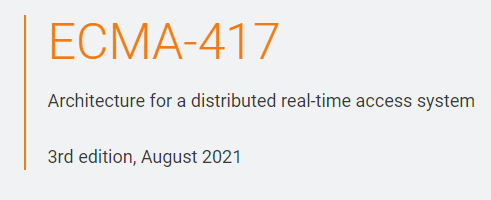 ECMA-417
Architecture for a distributed real-time access system
3rd edition, August 2021